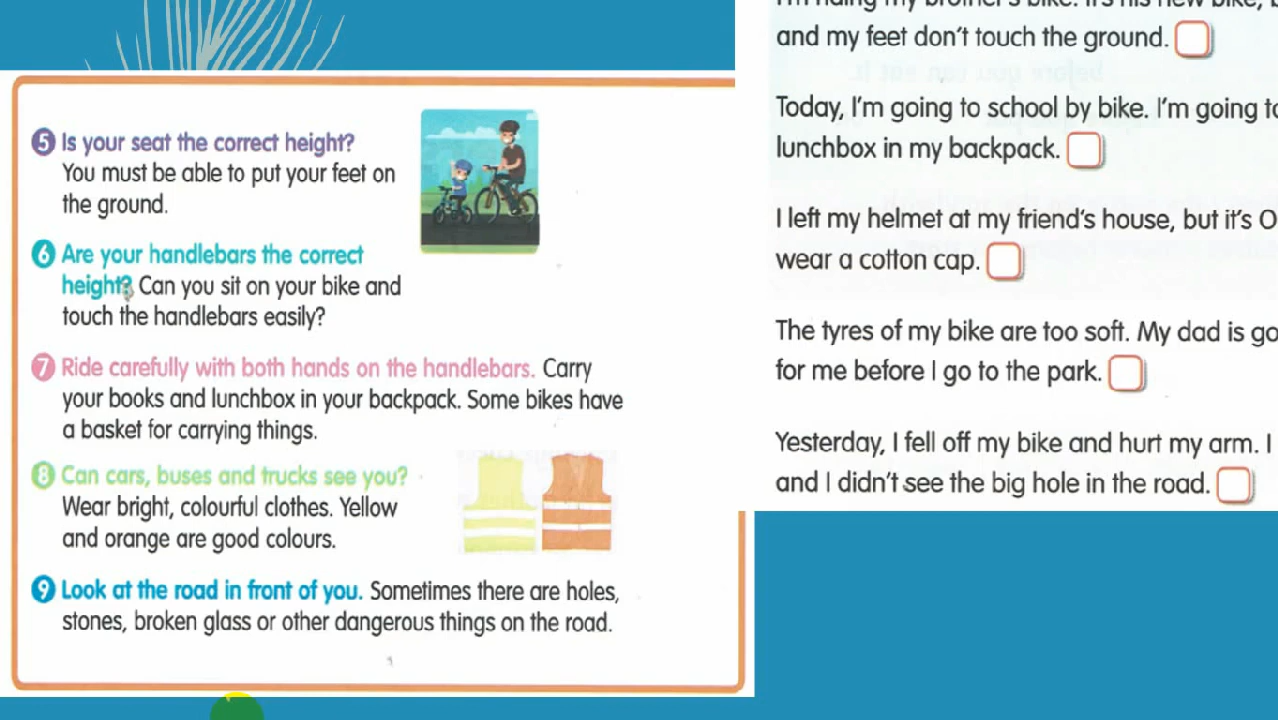 5 Is your seat the correct height?
You must be able to put your feet on
the ground.
6 Are your handlebars the correct
height? Can you sit on your bike and
touch the handlebars easily?
7 Ride carefully with both hands on the handlebars. Carry
your books and lunchbox in your backpack. Some bikes have
a basket for carrying things.
8 Can cars, buses and trucks see you?
Wear bright, colourful clothes. Yellow
and orange are good colours.
9 Look at the road in front of you. Sometimes there are holes,
stones, broken glass or other dangerous things on the road.
I'm riding my brother's bike. It's his new bike,
and my feet don't touch the ground.
Today, I'm going to school by bike. I'm going
lunchbox in my backpack.
I left my helmet at my friend's house, but it's
wear a cotton cap.
The tyres of my bike are too soft. My dad is
for me before I go to the park.
Yesterday, I fell off my bike and hurt my arm. I
and I didn't see the big hole in the road.